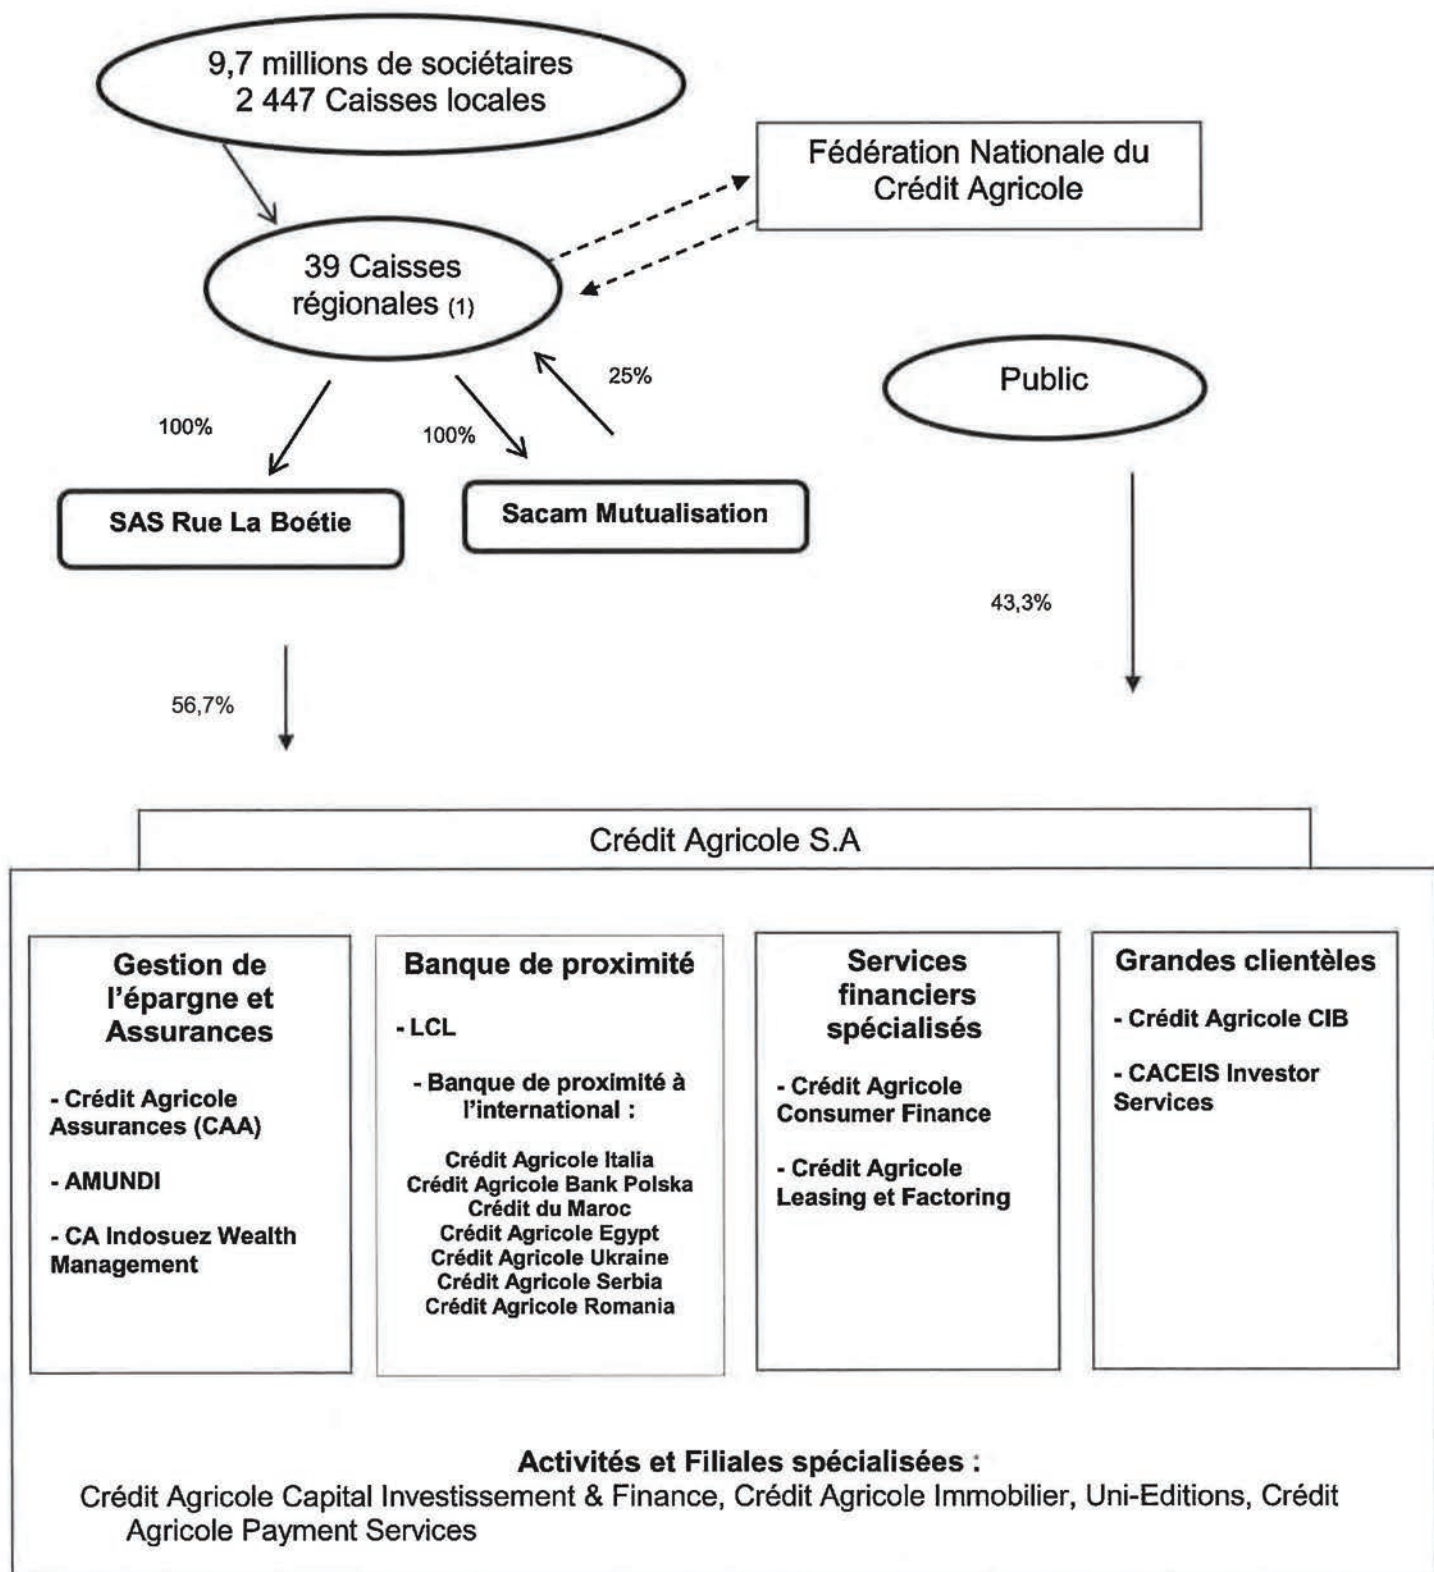 9,7 millions de sociétaires
2 447 Caisses locales
Fédération Nationale du
Crédit Agricole
39 Caisses
régionales (1)
Public
25%
100%
100%
SAS Rue La Boétie
Sacam Mutualisation
43,3%
56,7%
Crédit Agricole S.A
Gestion de
l'épargne et
Assurances
- Crédit Agricole
Assurances (CAA)
- AMUNDI
- CA Indosuez Wealth
Management
Banque de proximité
- LCL
- Banque de proximité à
l'international :
Crédit Agricole Italia
Crédit Agricole Bank Polska
Crédit du Maroc
Crédit Agricole Egypt
Crédit Agricole Ukraine
Crédit Agricole Serbia
Crédit Agricole Romania
Services
financiers
spécialisés
- Crédit Agricole
Consumer Finance
- Crédit Agricole
Leasing et Factoring
Grandes clientèles
- Crédit Agricole CIB
- CACEIS Investor
Services
Activités et Filiales spécialisées :
Crédit Agricole Capital Investissement & Finance, Crédit Agricole Immobilier, Uni-Editions, Crédit
Agricole Payment Services